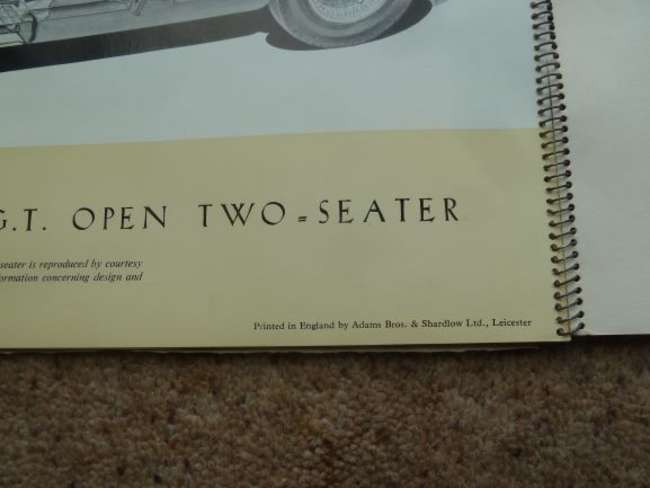 G.T. OPEN TWO=SEATER
seater is reproduced by courtesy
formation concerning design and
Printed in England by Adams Bros. & Shardlow Ltd., Leicester